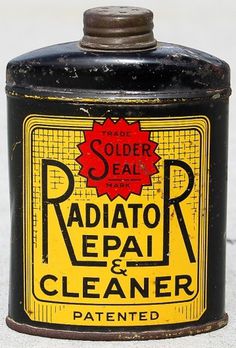 TRADE
SOLDER
SEAL
MARK
RADIATOR
REPAIR
&
CLEANER
PATENTED